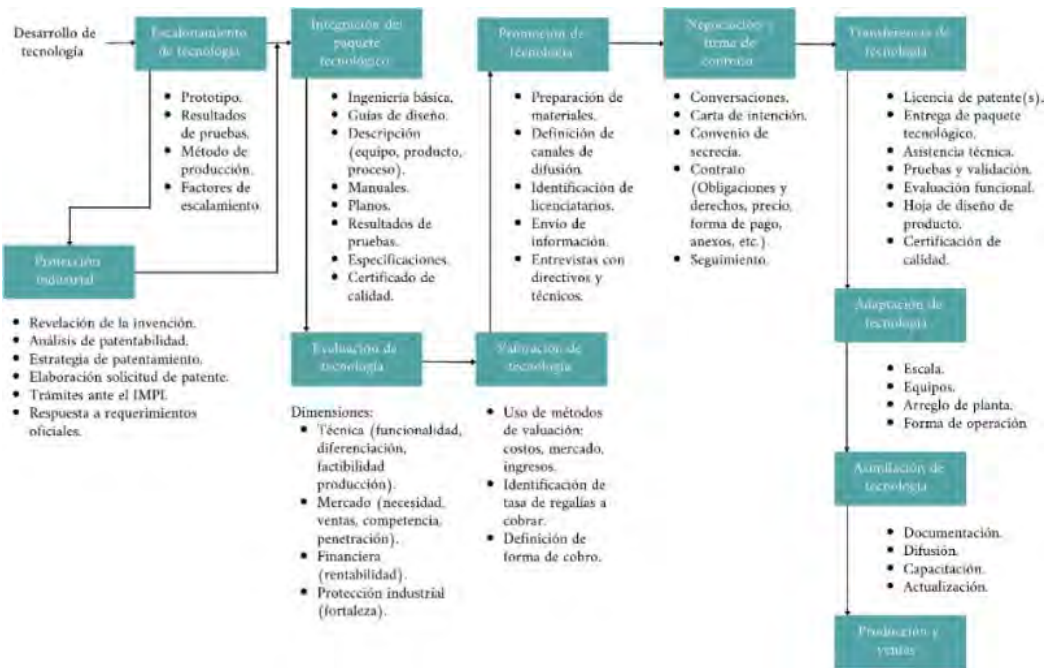 Desarrollo de
tecnología
Escalonamiento
de tecnología
Prototipo.
Resultados
de pruebas.
Método de
producción.
Factores de
escalamiento.
Protección
industrial
Revelación de la invención.
Análisis de patentabilidad.
Estrategia de patentamiento.
Elaboración solicitud de patente.
Trámites ante el IMPI.
Respuesta a requerimientos
oficiales.
Integración del
paquete
tecnológico
Ingeniería básica.
Guías de diseño.
Descripción
(equipo, producto,
proceso).
Manuales.
Planos.
Resultados de
pruebas.
Especificaciones.
Certificado de
calidad.
Evaluación de
tecnología
Dimensiones:
Técnica (funcionalidad,
diferenciación,
factibilidad
producción).
Mercado (necesidad,
ventas, competencia,
penetración).
Financiera
(rentabilidad).
Protección industrial
(fortaleza).
Valuación de
tecnología
Uso de métodos
de valuación:
costos, mercado,
ingresos.
Identificación de
tasa de regalías a
cobrar.
Definición de
forma de cobro.
Promoción de
tecnología
Preparación de
materiales.
Definición de
canales de
difusión.
Identificación de
licenciatarios.
Envío de
información.
Entrevistas con
directivos y
técnicos.
Negociación y
firma de
contrato
Conversaciones.
Carta de intención.
Convenio de
secrecía.
Contrato
(Obligaciones y
derechos, precio,
forma de pago,
anexos, etc.).
Seguimiento.
Transferencia de
tecnología
Licencia de patente(s).
Entrega de paquete
tecnológico.
Asistencia técnica.
Pruebas y validación.
Evaluación funcional.
Hoja de diseño de
producto.
Certificación de
calidad.
Adaptación de
tecnología
Escala.
Equipos.
Arreglo de planta.
Forma de operación
Asimilación de
tecnología
Documentación.
Difusión.
Capacitación.
Actualización.
Producción y
ventas